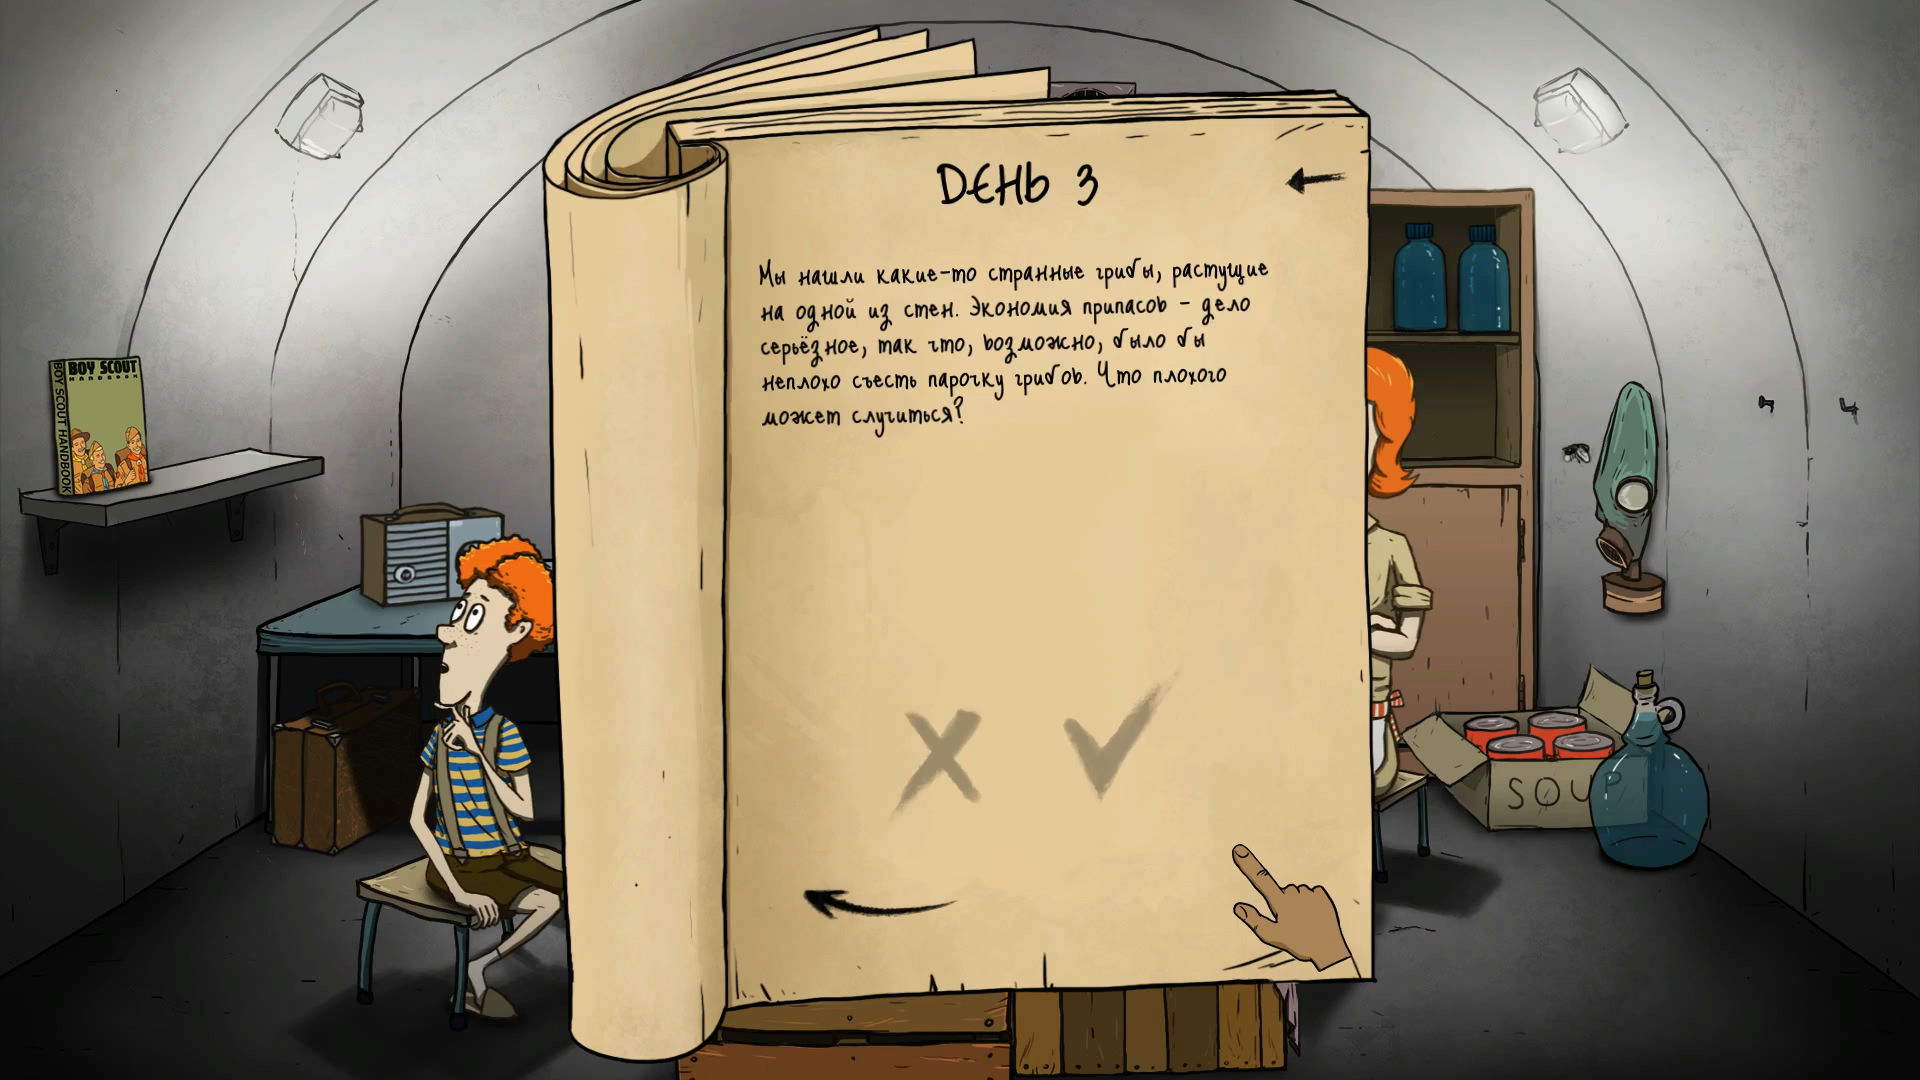 BOY SCOUT
HANDBOOK
BOY SCOUT HANDBOOK
ДЕНЬ 3
Мы нашли какие-то странные грибы, растущие
на одной из стен. Экономия припасов - дело
серьёзное, так что, возможно, было бы
неплохо съесть парочку грибов. Что плохого
может случиться?
SOU